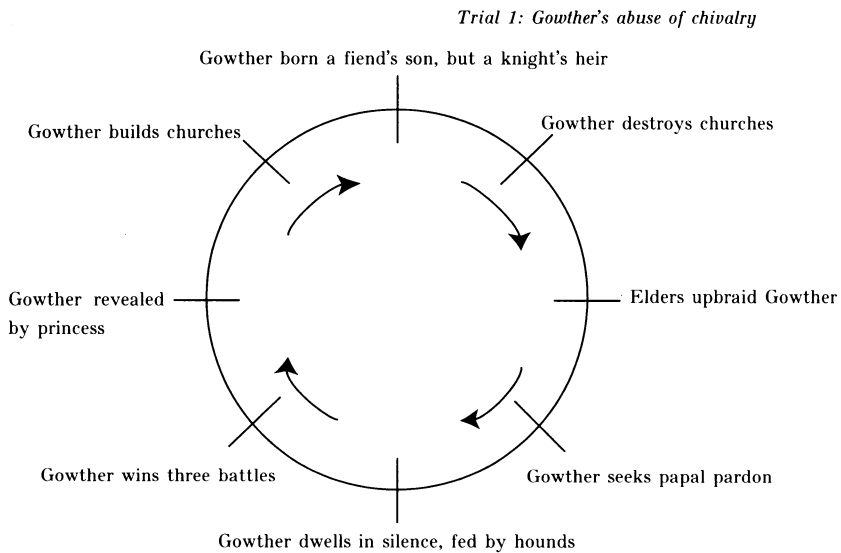 Trial 1: Gowther's abuse of chivalry
Gowther born a fiend's son, but a knight's heir
Gowther destroys churches
Elders upbraid Gowther
Gowther seeks papal pardon
Gowther dwells in silence, fed by hounds
Gowther wins three battles
Gowther revealed
by princess
Gowther builds churches